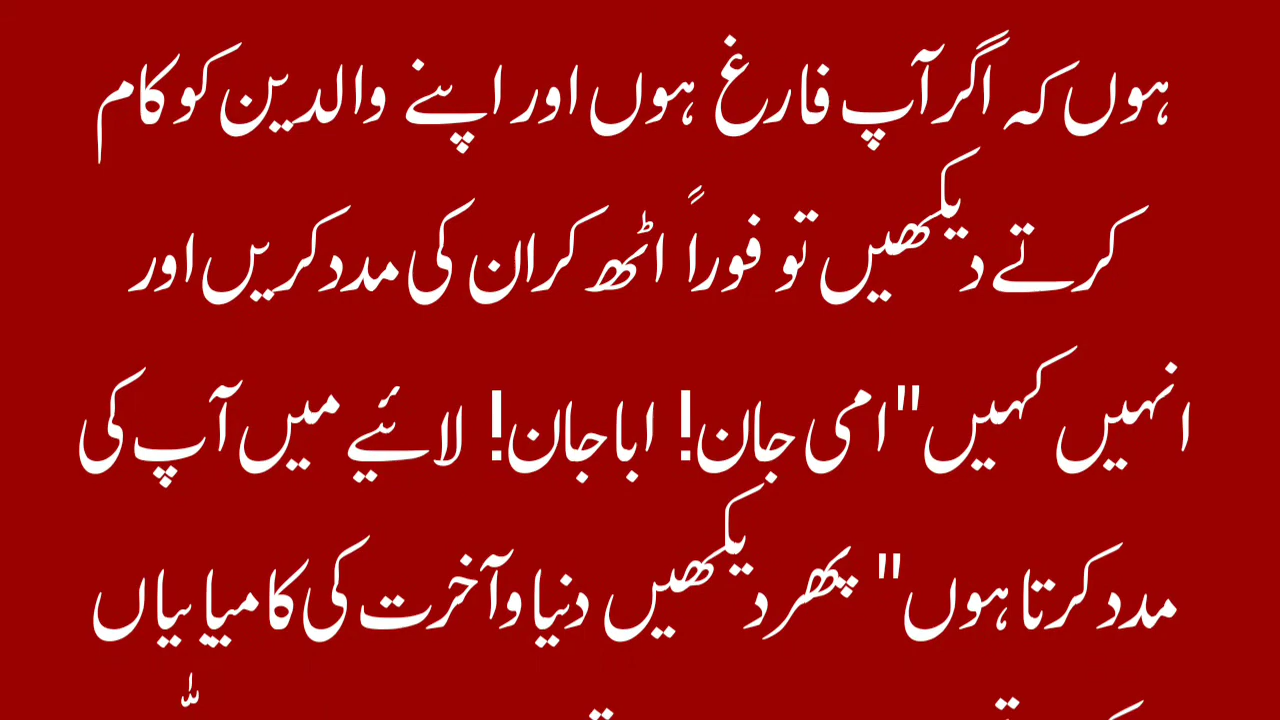 ہوں کہ اگر آپ فارغ ہوں اور اپنے والدین کو کام
کرتے دیکھیں تو فوراً اٹھ کر ان کی مدد کریں اور
انہیں کہیں "امی جان! ابا جان! لائیے میں آپ کی
مدد کرتا ہوں" پھر دیکھیں دنیا و آخرت کی کامیابیاں